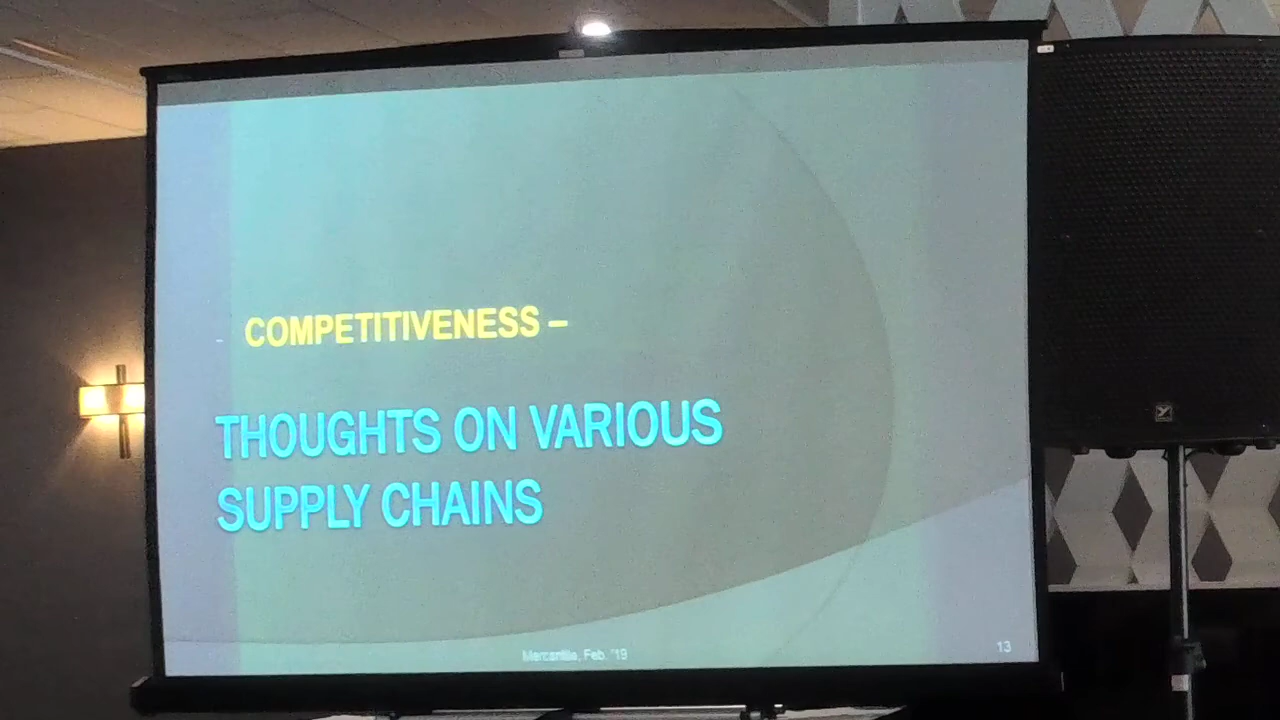 COMPETITIVENESS –
THOUGHTS ON VARIOUS
SUPPLY CHAINS
Mercantile, Feb. '19
13